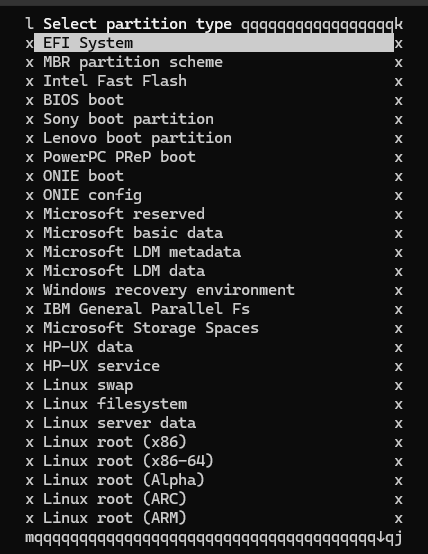 l Select partition type qqqqqqqqqqqqqqqqqk
x EFI System x
x MBR partition scheme x
x Intel Fast Flash x
x BIOS boot x
x Sony boot partition x
x Lenovo boot partition x
x PowerPC PReP boot x
x ONIE boot x
x ONIE config x
x Microsoft reserved x
x Microsoft basic data x
x Microsoft LDM metadata x
x Microsoft LDM data x
x Windows recovery environment x
x IBM General Parallel Fs x
x Microsoft Storage Spaces x
x HP-UX data x
x HP-UX service x
x Linux swap x
x Linux filesystem x
x Linux server data x
x Linux root (x86) x
x Linux root (x86-64) x
x Linux root (Alpha) x
x Linux root (ARC) x
x Linux root (ARM) x
mqqqqqqqqqqqqqqqqqqqqqqqqqqqqqqqqqqqqqq↓qj